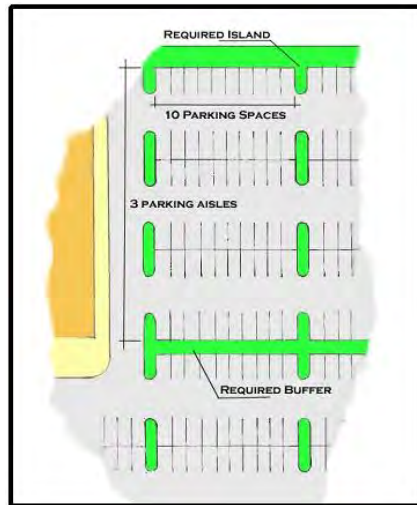 REQUIRED ISLAND
10 PARKING SPACES
3 PARKING AISLES
REQUIRED BUFFER